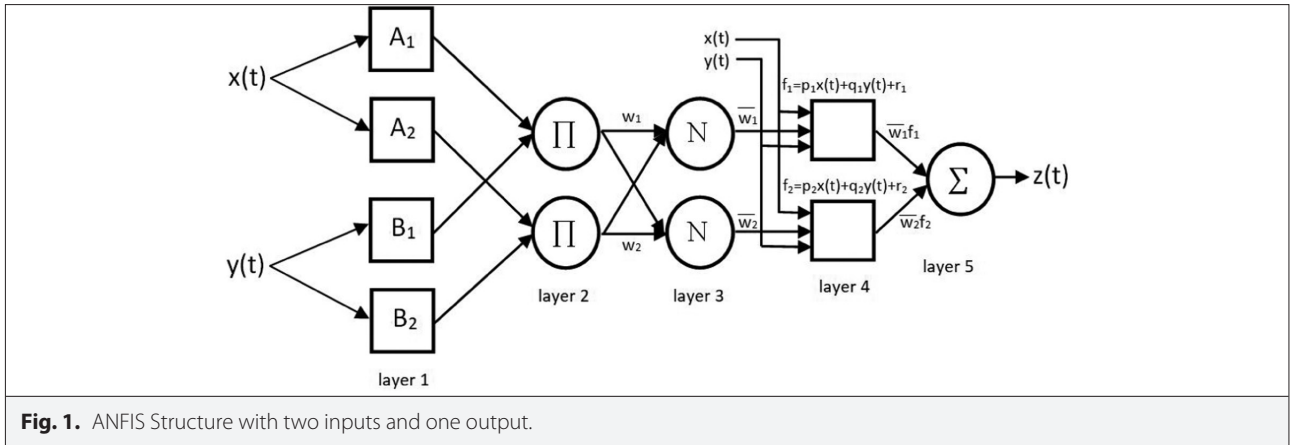 x(t)
y(t)
A₁
A₂
B₁
B₂
layer 1
∏
∏
layer 2
w₁
w₂
N
N
layer 3
w̅₁
w̅₂
x(t)
y(t)
f₁=p₁x(t)+q₁y(t)+r₁
f₂=p₂x(t)+q₂y(t)+r₂
layer 4
w̅₁f₁
w̅₂f₂
Σ
layer 5
z(t)
Fig. 1. ANFIS Structure with two inputs and one output.